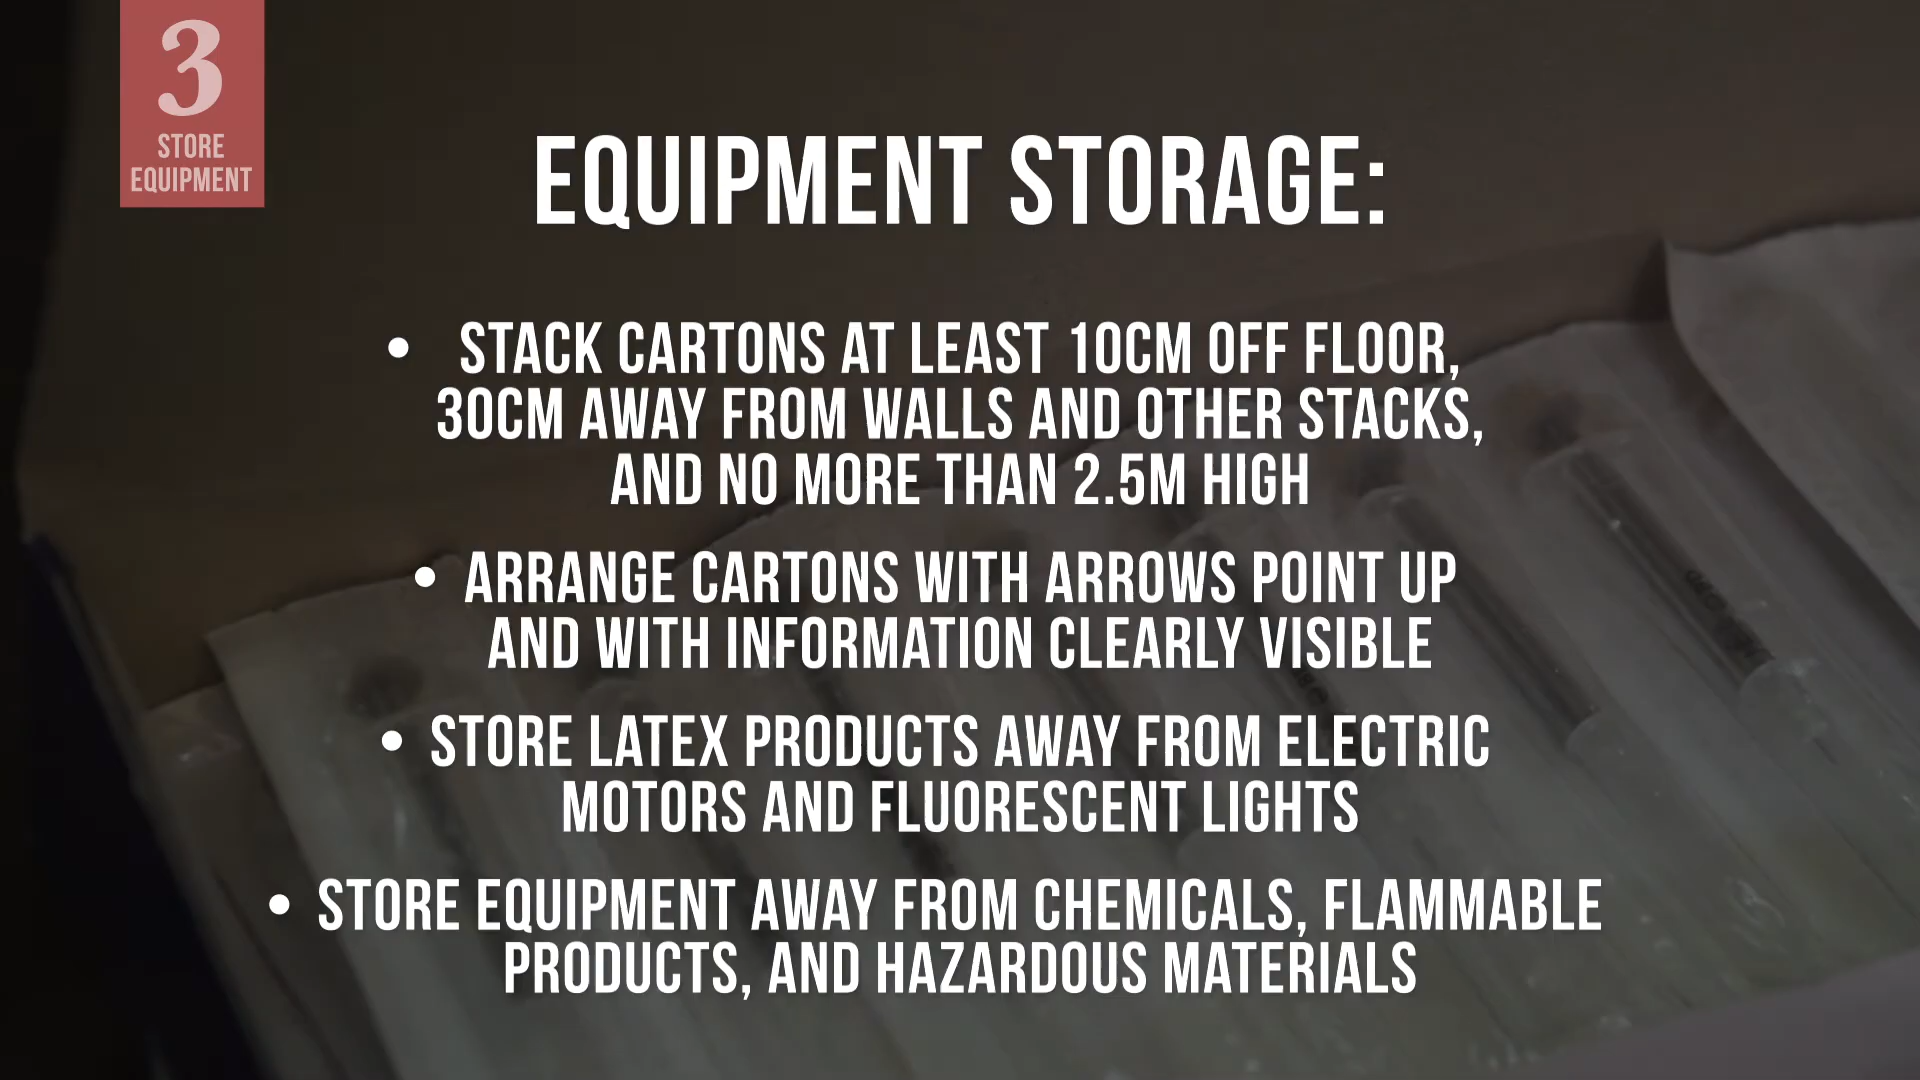 3
STORE
EQUIPMENT
EQUIPMENT STORAGE:
• STACK CARTONS AT LEAST 10CM OFF FLOOR,
30CM AWAY FROM WALLS AND OTHER STACKS,
AND NO MORE THAN 2.5M HIGH
• ARRANGE CARTONS WITH ARROWS POINT UP
AND WITH INFORMATION CLEARLY VISIBLE
• STORE LATEX PRODUCTS AWAY FROM ELECTRIC
MOTORS AND FLUORESCENT LIGHTS
• STORE EQUIPMENT AWAY FROM CHEMICALS, FLAMMABLE
PRODUCTS, AND HAZARDOUS MATERIALS